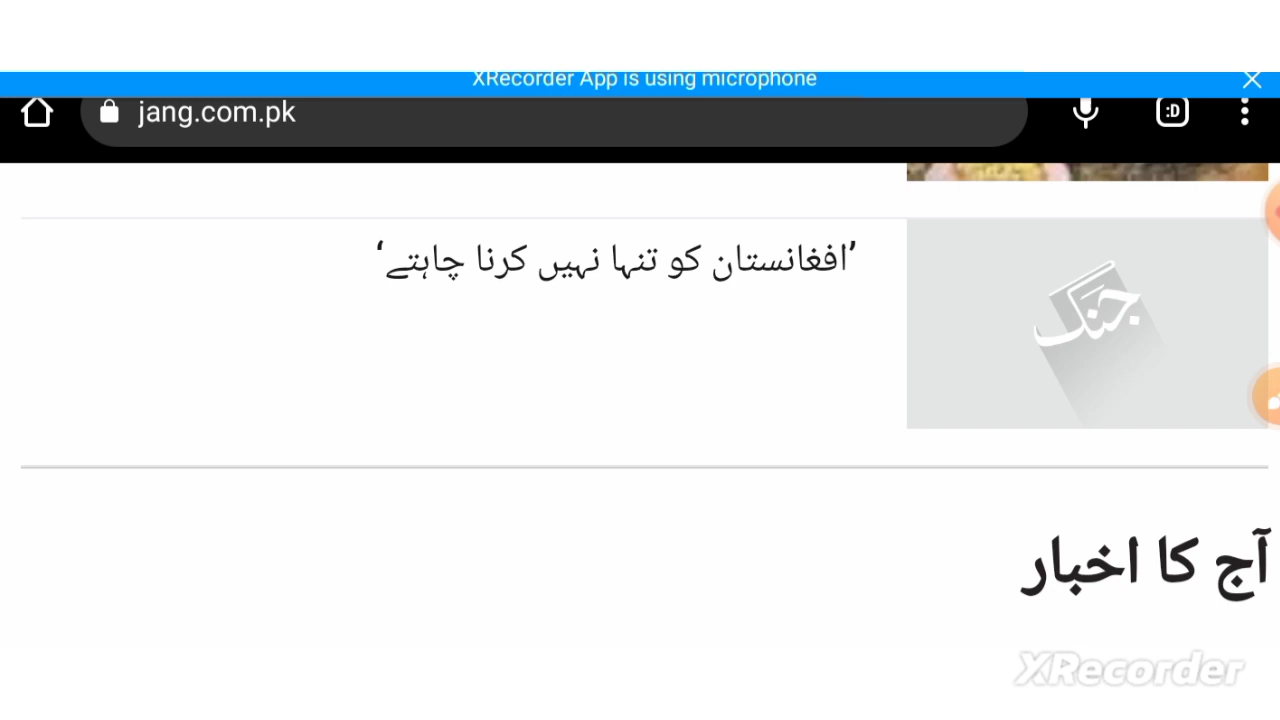 XRecorder App is using microphone
jang.com.pk
:D
’افغانستان کو تنہا نہیں کرنا چاہتے‘
جنگ
آج کا اخبار
XRecorder